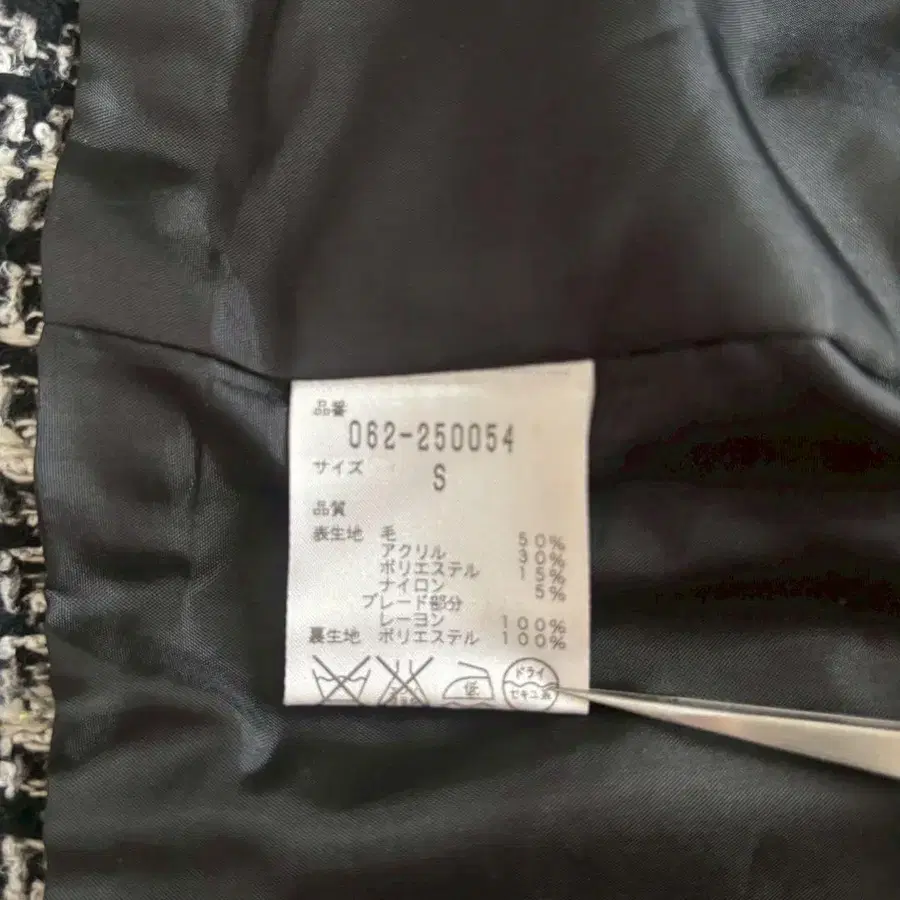 品番
062-250054
サイズ
S
品質
表生地 毛 50%
アクリル 30%
ポリエステル 15%
ナイロン 5%
ブレード部分
レーヨン 100%
裏生地 ポリエステル 100%
低
ドライ
セキユ系